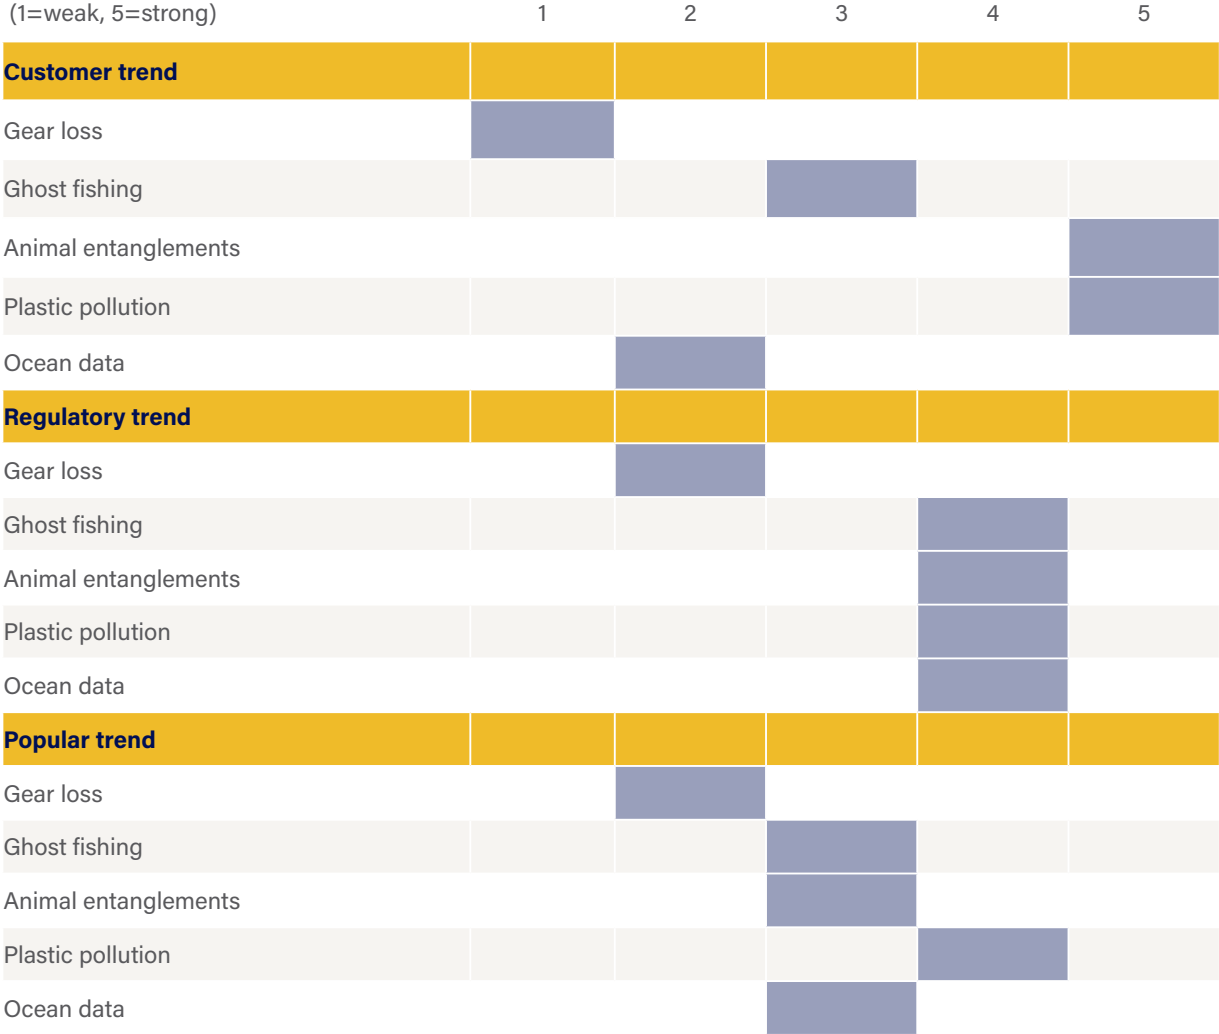 (1=weak, 5=strong) 1 2 3 4 5
Customer trend
Gear loss
Ghost fishing
Animal entanglements
Plastic pollution
Ocean data
Regulatory trend
Gear loss
Ghost fishing
Animal entanglements
Plastic pollution
Ocean data
Popular trend
Gear loss
Ghost fishing
Animal entanglements
Plastic pollution
Ocean data